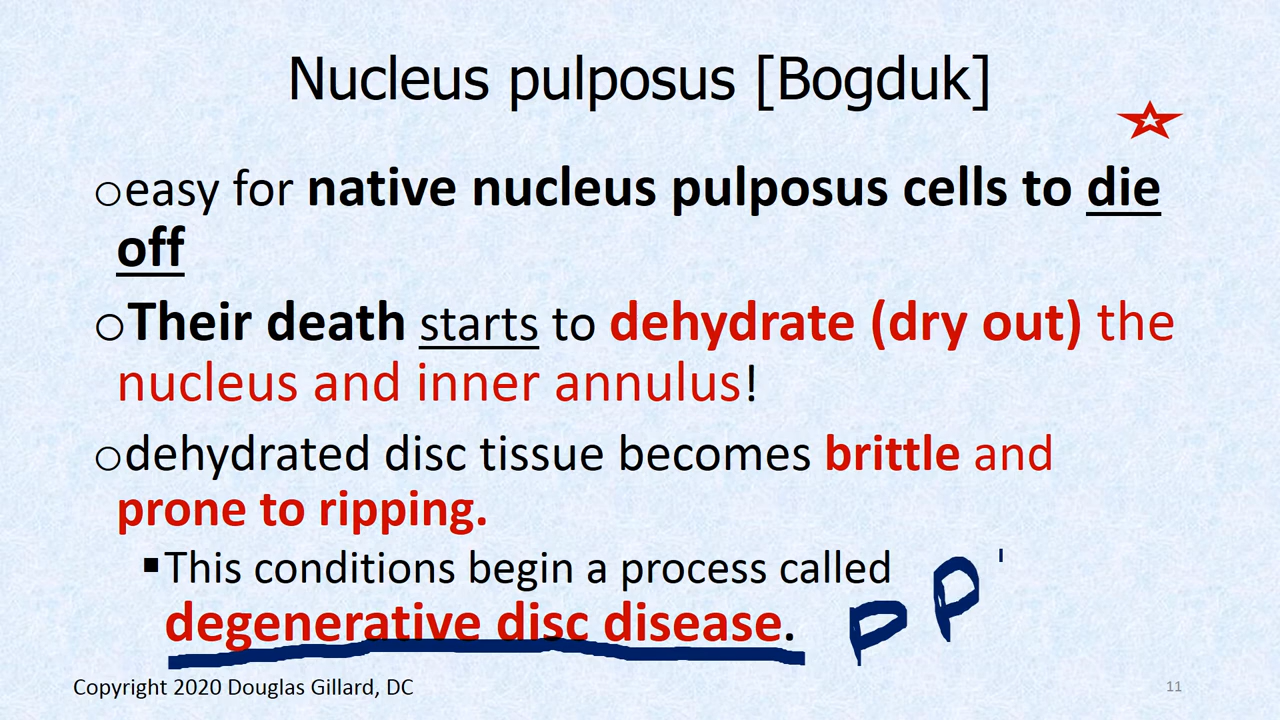 Nucleus pulposus [Bogduk]
○easy for native nucleus pulposus cells to die
off
○Their death starts to dehydrate (dry out) the
nucleus and inner annulus!
○dehydrated disc tissue becomes brittle and
prone to ripping.
▪This conditions begin a process called
degenerative disc disease. P P
Copyright 2020 Douglas Gillard, DC
11